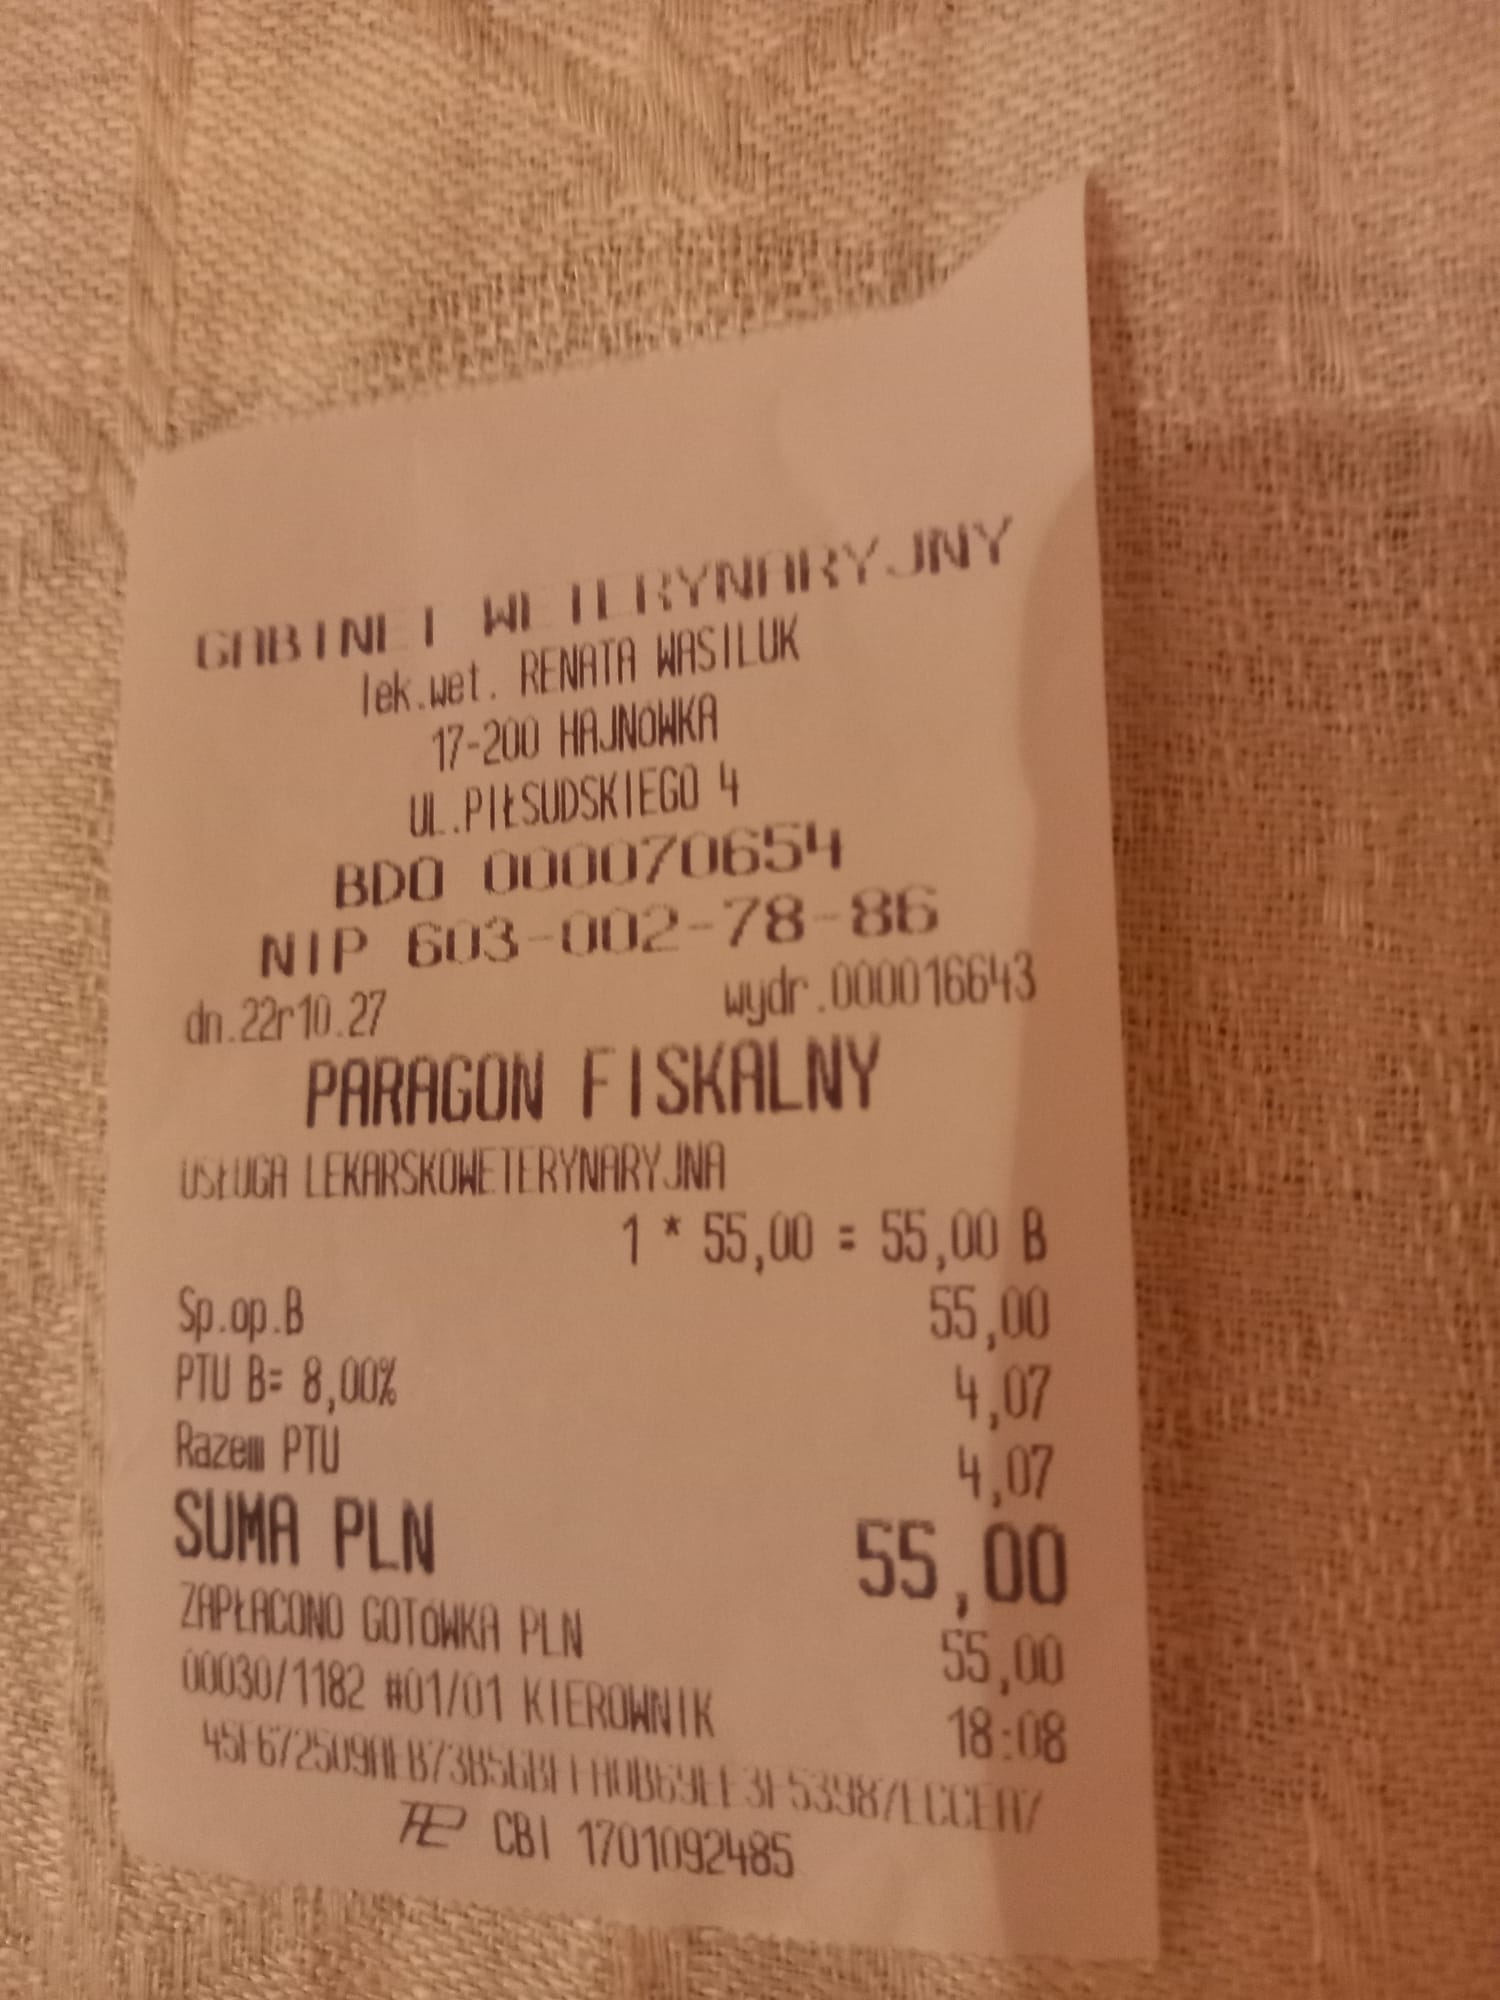 GABINET WETERYNARYJNY
lek.wet. RENATA WASILUK
17-200 HAJNÓWKA
UL.PIŁSUDSKIEGO 4
BDO 000070654
NIP 603-002-78-86
dn.22r10.27 wydr.000016643
PARAGON FISKALNY
USŁUGA LEKARSKOWETERYNARYJNA
1 * 55,00 = 55,00 B
Sp.op.B 55,00
PTU B= 8,00% 4,07
Razem PTU 4,07
SUMA PLN 55,00
ZAPŁACONO GOTÓWKA PLN 55,00
00030/1182 #01/01 KIEROWNIK 18:08
CBI 1701092485